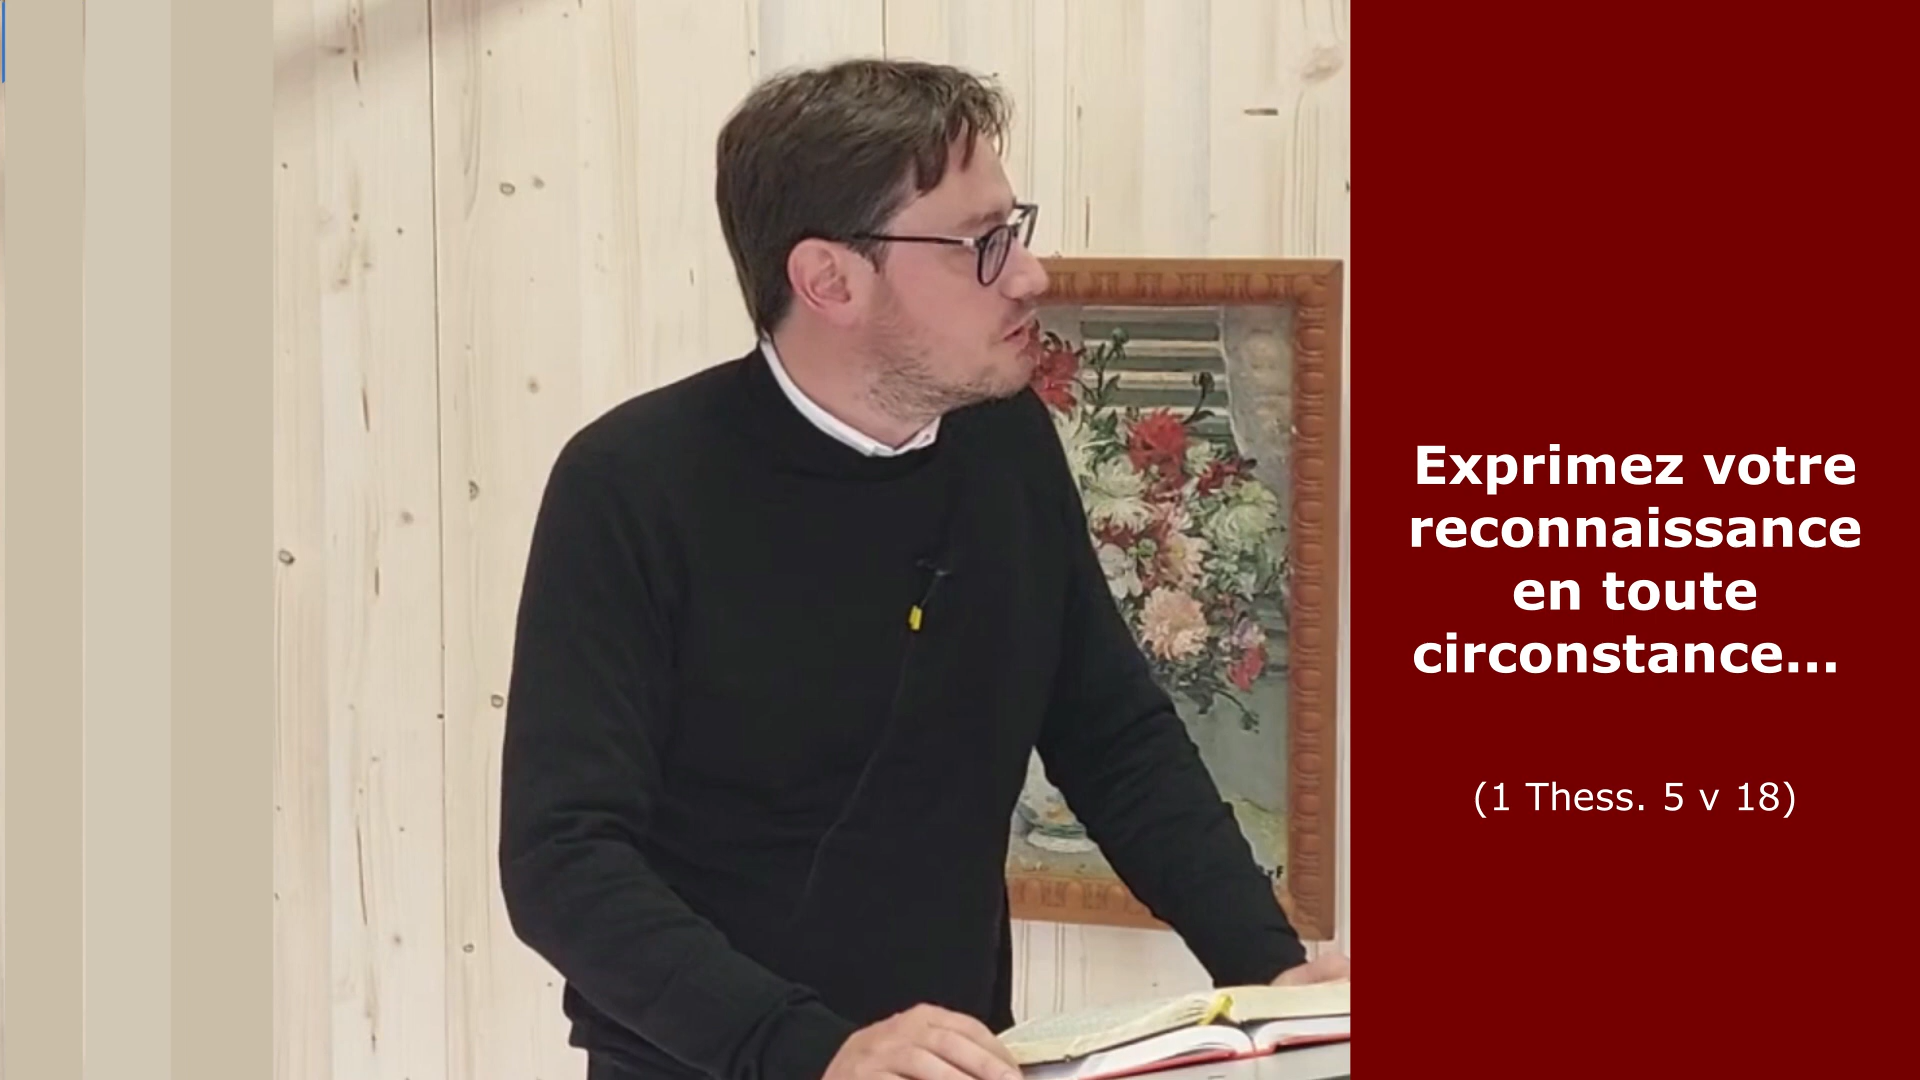 Exprimez votre
reconnaissance
en toute
circonstance...
(1 Thess. 5 v 18)